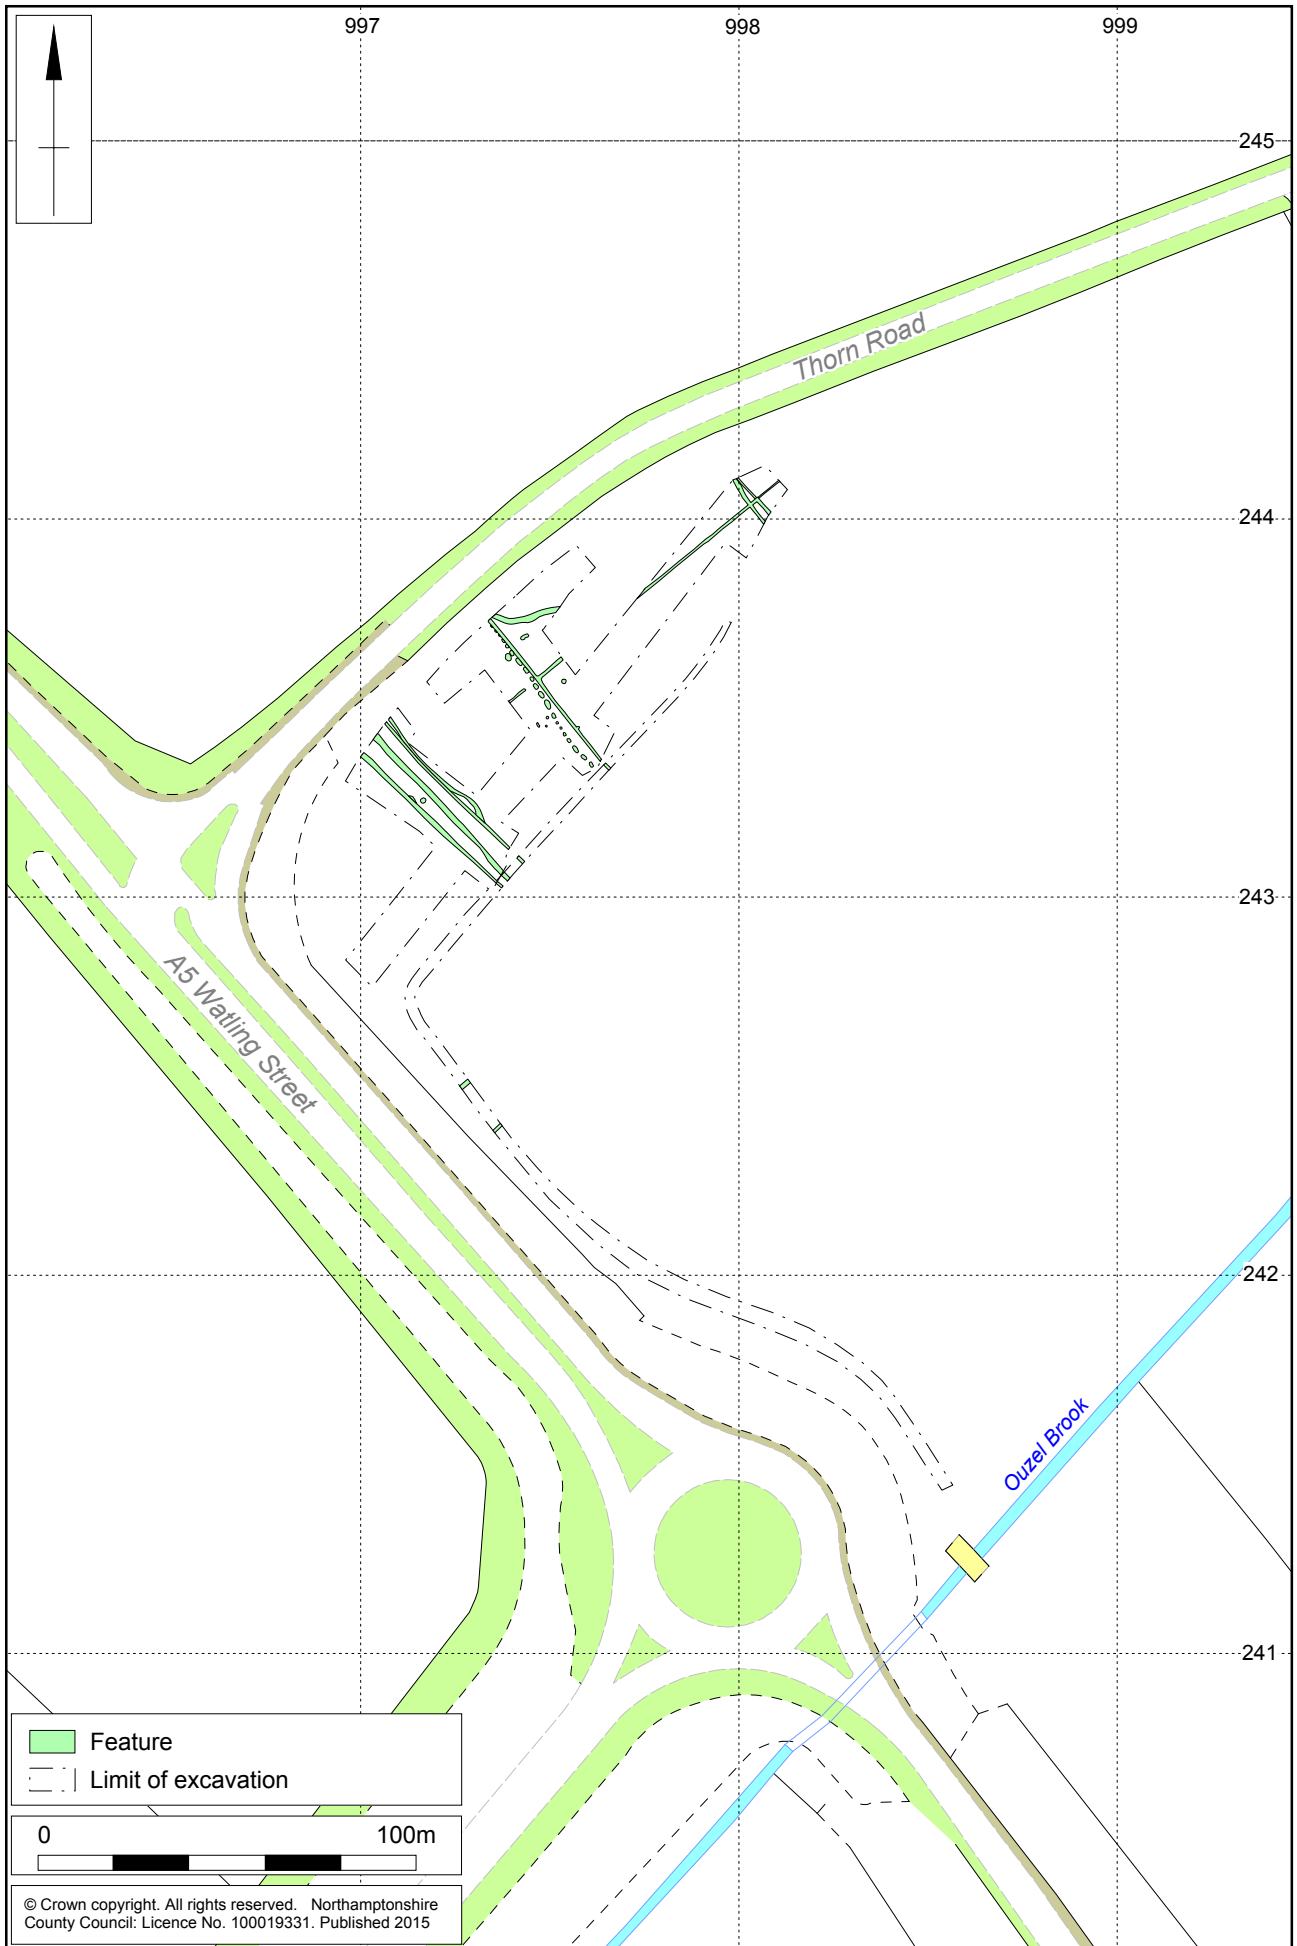 997
998
999
245
Thorn Road
244
243
A5 Watling Street
242
Ouzel Brook
241
Feature
Limit of excavation
0 100m
© Crown copyright. All rights reserved. Northamptonshire
County Council: Licence No. 100019331. Published 2015